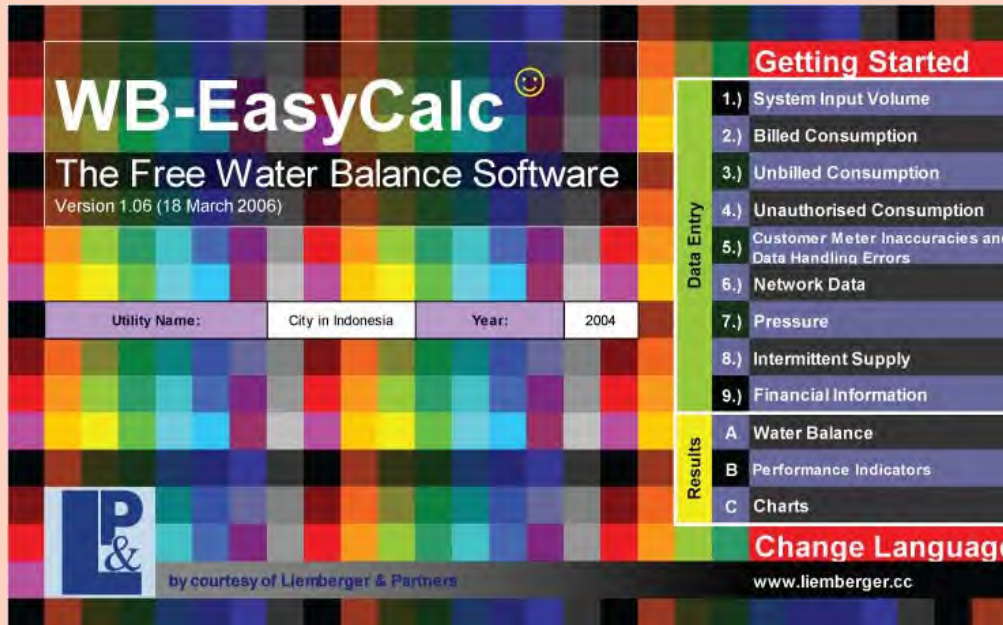 WB-EasyCalc
The Free Water Balance Software
Version 1.06 (18 March 2006)
Utility Name: City in Indonesia Year: 2004
LP&
by courtesy of Liemberger & Partners
Getting Started
Data Entry
1.) System Input Volume
2.) Billed Consumption
3.) Unbilled Consumption
4.) Unauthorised Consumption
5.) Customer Meter Inaccuracies and
Data Handling Errors
6.) Network Data
7.) Pressure
8.) Intermittent Supply
9.) Financial Information
Results
A Water Balance
B Performance Indicators
C Charts
Change Language
www.liemberger.cc